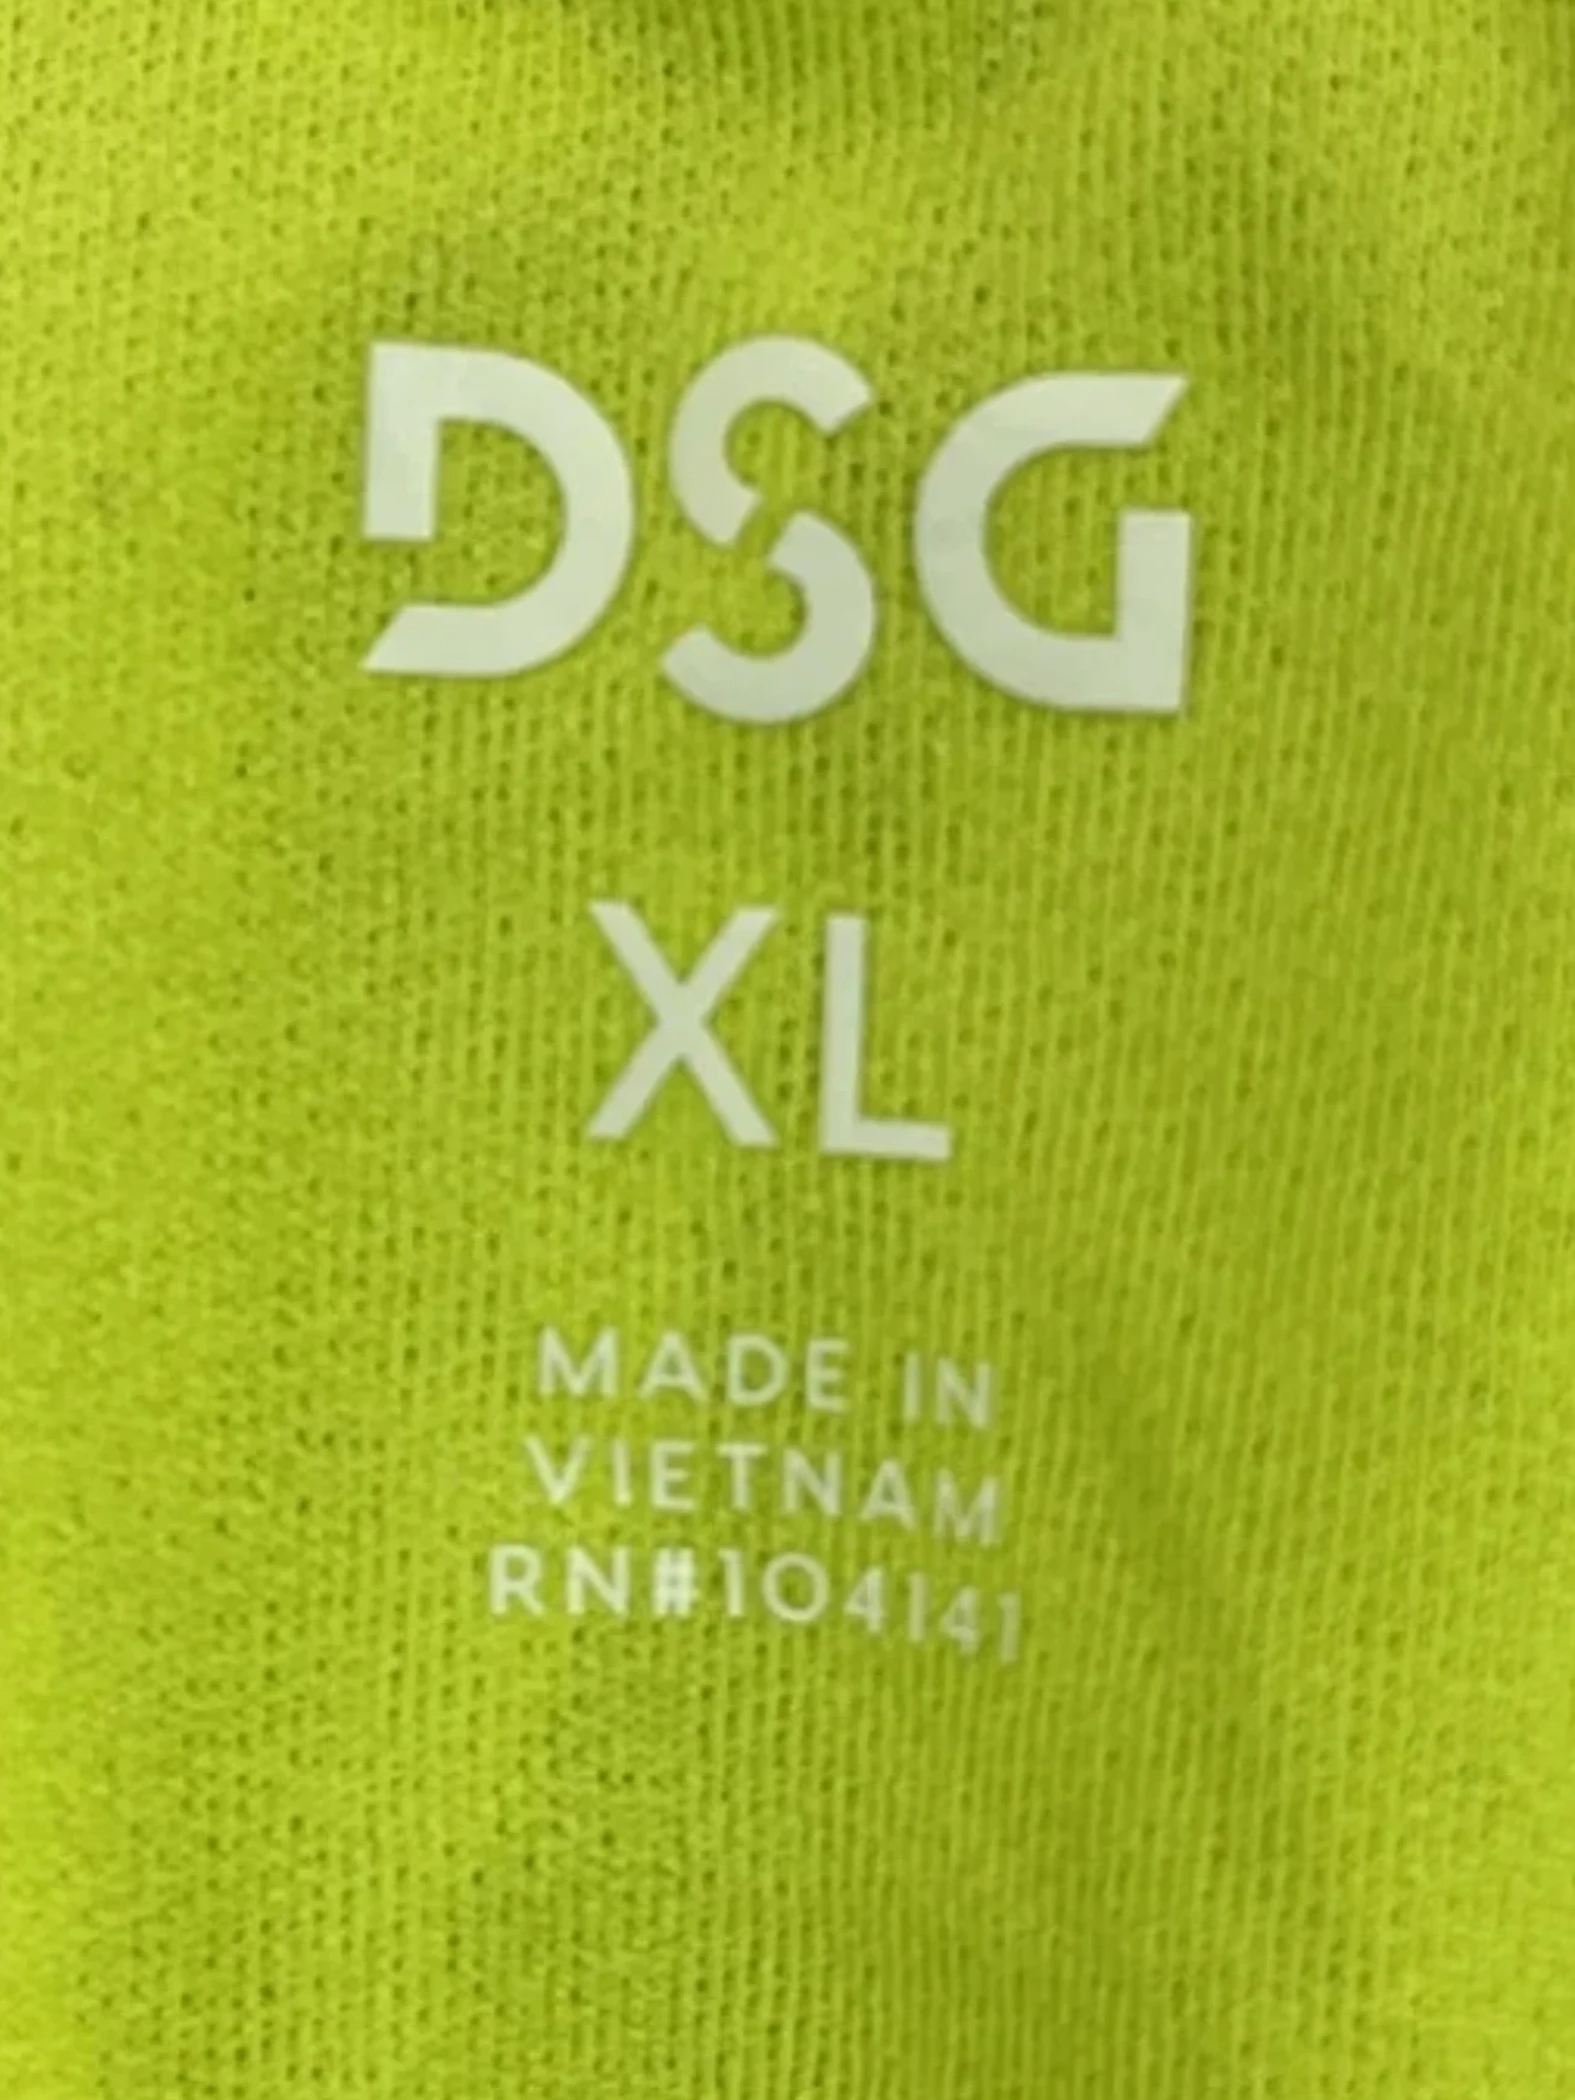 DSG
XL
MADE IN
VIETNAM
RN#104141